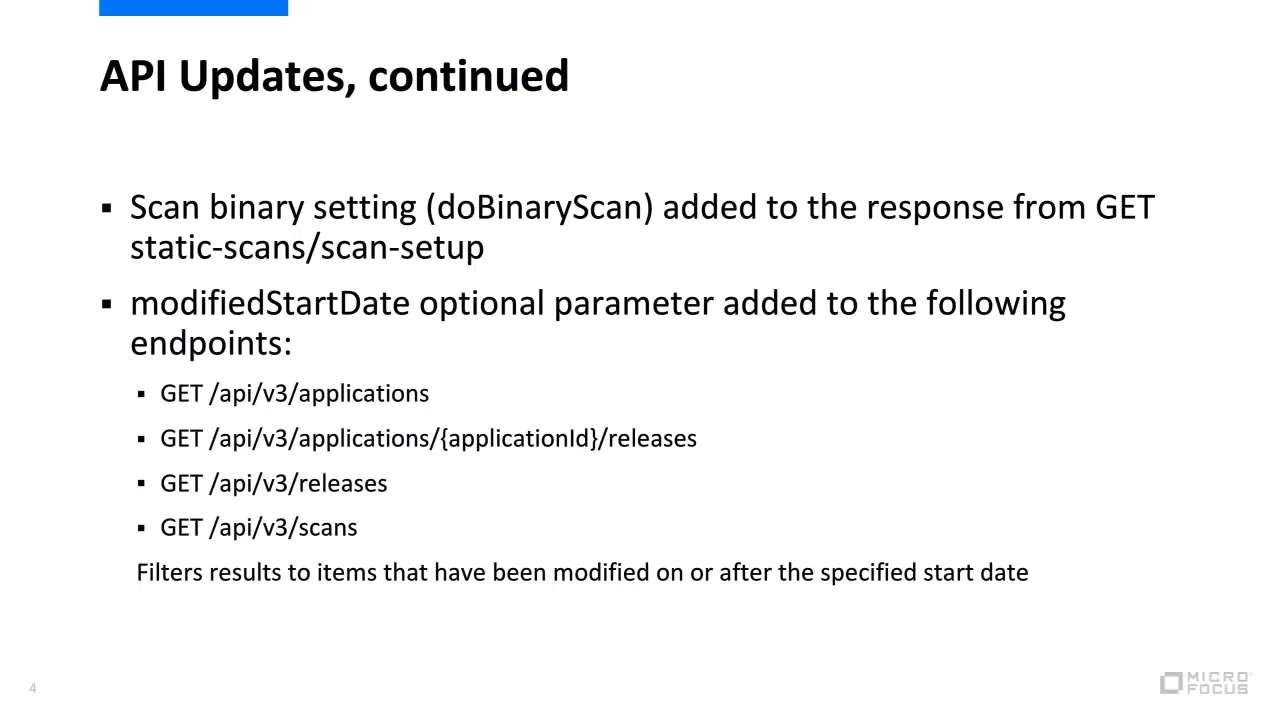 API Updates, continued
▪ Scan binary setting (doBinaryScan) added to the response from GET
static-scans/scan-setup
▪ modifiedStartDate optional parameter added to the following
endpoints:
▪ GET /api/v3/applications
▪ GET /api/v3/applications/{applicationId}/releases
▪ GET /api/v3/releases
▪ GET /api/v3/scans
Filters results to items that have been modified on or after the specified start date
4
MICRO
FOCUS